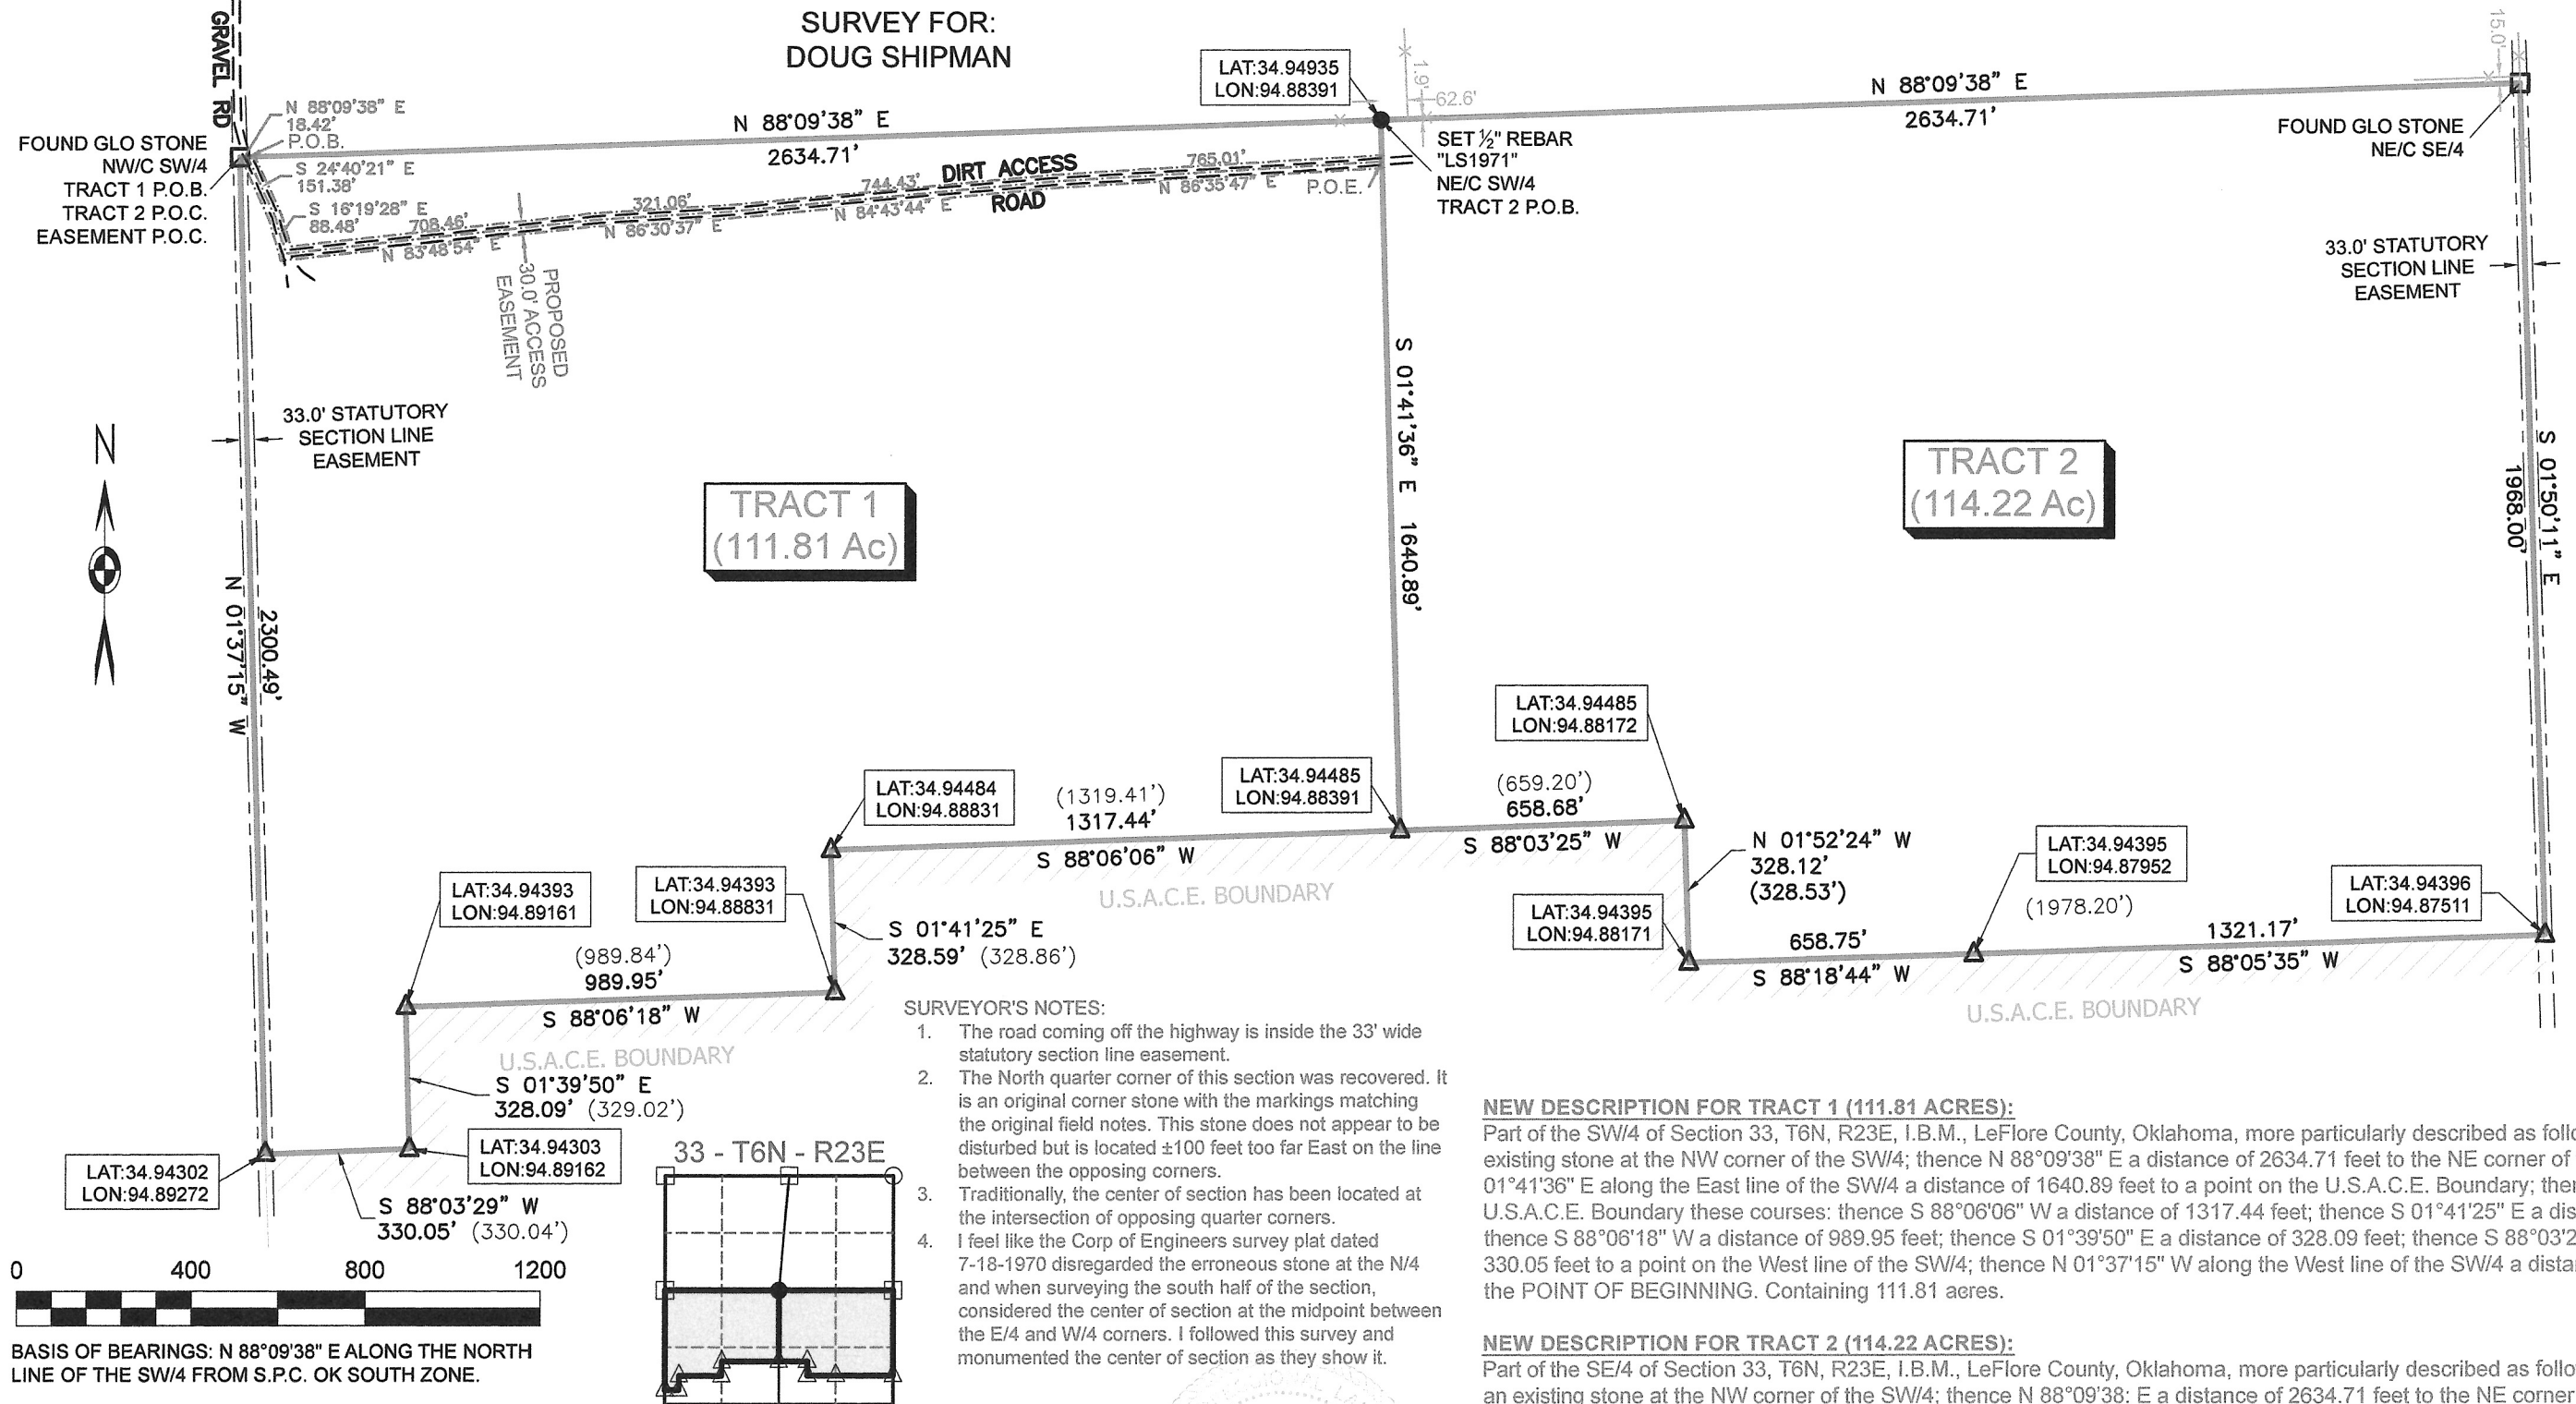 SURVEY FOR:
DOUG SHIPMAN
GRAVEL RD
N 88°09'38" E
18.42'
P.O.B.
FOUND GLO STONE
NW/C SW/4
TRACT 1 P.O.B.
TRACT 2 P.O.C.
EASEMENT P.O.C.
S 24°40'21" E
151.38'
S 16°19'28" E
88.48'
N 88°09'38" E
2634.71'
708.46'
N 83°48'54" E
321.06'
N 86°30'37" E
744.43'
N 84°43'44" E
DIRT ACCESS
ROAD
765.01'
N 86°35'47" E
P.O.E.
PROPOSED
30.0' ACCESS
EASEMENT
LAT:34.94935
LON:94.88391
1.9'
62.6'
SET ½" REBAR
"LS1971"
NE/C SW/4
TRACT 2 P.O.B.
N 88°09'38" E
2634.71'
15.0'
FOUND GLO STONE
NE/C SE/4
33.0' STATUTORY
SECTION LINE
EASEMENT
33.0' STATUTORY
SECTION LINE
EASEMENT
N
TRACT 1
(111.81 Ac)
TRACT 2
(114.22 Ac)
S 01°41'36" E 1640.89'
S 01°50'11" E
1968.00'
N 01°37'15" W
2300.49'
LAT:34.94485
LON:94.88172
LAT:34.94484
LON:94.88831
(1319.41')
1317.44'
S 88°06'06" W
LAT:34.94485
LON:94.88391
(659.20')
658.68'
S 88°03'25" W
N 01°52'24" W
328.12'
(328.53')
LAT:34.94395
LON:94.87952
LAT:34.94396
LON:94.87511
LAT:34.94393
LON:94.89161
LAT:34.94393
LON:94.88831
U.S.A.C.E. BOUNDARY
LAT:34.94395
LON:94.88171
(1978.20')
658.75'
S 88°18'44" W
1321.17'
S 88°05'35" W
S 01°41'25" E
328.59' (328.86')
(989.84')
989.95'
S 88°06'18" W
U.S.A.C.E. BOUNDARY
U.S.A.C.E. BOUNDARY
S 01°39'50" E
328.09' (329.02')
LAT:34.94303
LON:94.89162
LAT:34.94302
LON:94.89272
S 88°03'29" W
330.05' (330.04')
0 400 800 1200
BASIS OF BEARINGS: N 88°09'38" E ALONG THE NORTH
LINE OF THE SW/4 FROM S.P.C. OK SOUTH ZONE.
33 - T6N - R23E
SURVEYOR'S NOTES:
1. The road coming off the highway is inside the 33' wide
statutory section line easement.
2. The North quarter corner of this section was recovered. It
is an original corner stone with the markings matching
the original field notes. This stone does not appear to be
disturbed but is located ±100 feet too far East on the line
between the opposing corners.
3. Traditionally, the center of section has been located at
the intersection of opposing quarter corners.
4. I feel like the Corp of Engineers survey plat dated
7-18-1970 disregarded the erroneous stone at the N/4
and when surveying the south half of the section,
considered the center of section at the midpoint between
the E/4 and W/4 corners. I followed this survey and
monumented the center of section as they show it.
NEW DESCRIPTION FOR TRACT 1 (111.81 ACRES):
Part of the SW/4 of Section 33, T6N, R23E, I.B.M., LeFlore County, Oklahoma, more particularly described as follo
existing stone at the NW corner of the SW/4; thence N 88°09'38" E a distance of 2634.71 feet to the NE corner of
01°41'36" E along the East line of the SW/4 a distance of 1640.89 feet to a point on the U.S.A.C.E. Boundary; then
U.S.A.C.E. Boundary these courses: thence S 88°06'06" W a distance of 1317.44 feet; thence S 01°41'25" E a dis
thence S 88°06'18" W a distance of 989.95 feet; thence S 01°39'50" E a distance of 328.09 feet; thence S 88°03'2
330.05 feet to a point on the West line of the SW/4; thence N 01°37'15" W along the West line of the SW/4 a distan
the POINT OF BEGINNING. Containing 111.81 acres.
NEW DESCRIPTION FOR TRACT 2 (114.22 ACRES):
Part of the SE/4 of Section 33, T6N, R23E, I.B.M., LeFlore County, Oklahoma, more particularly described as follo
an existing stone at the NW corner of the SW/4; thence N 88°09'38: E a distance of 2634.71 feet to the NE corner